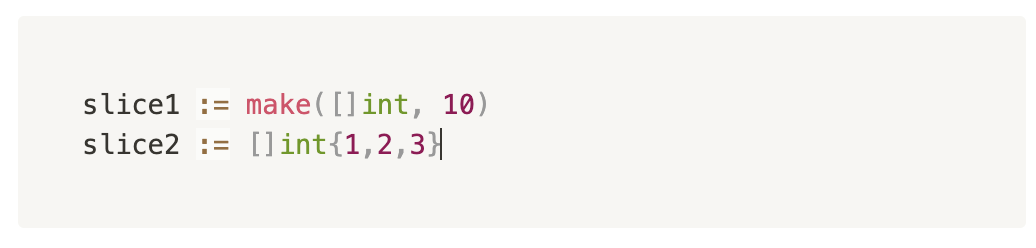 slice1 := make([]int, 10)
slice2 := []int{1,2,3}